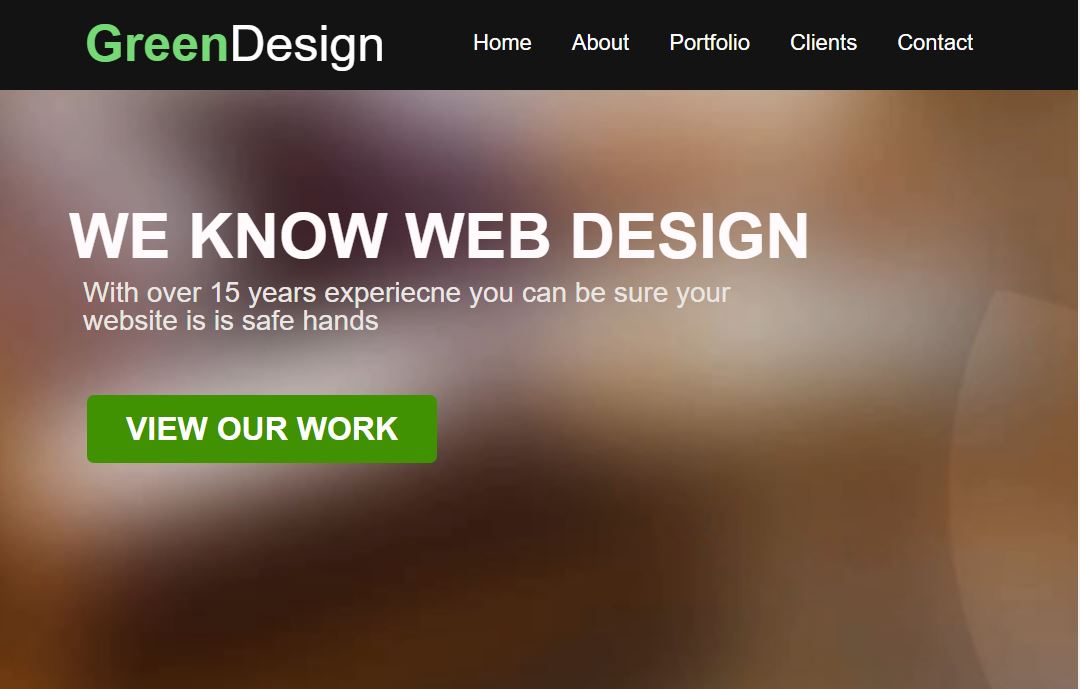 GreenDesign
Home About Portfolio Clients Contact
WE KNOW WEB DESIGN
With over 15 years experiecne you can be sure your
website is is safe hands
VIEW OUR WORK